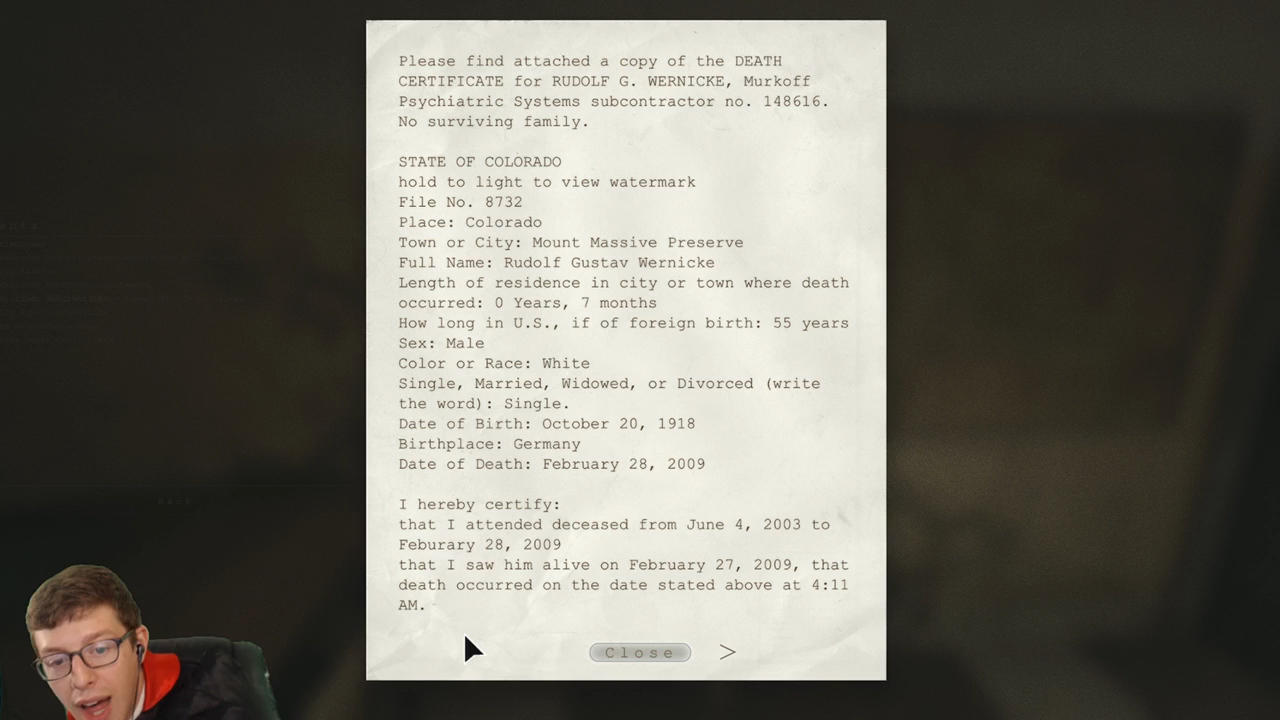 Please find attached a copy of the DEATH
CERTIFICATE for RUDOLF G. WERNICKE, Murkoff
Psychiatric Systems subcontractor no. 148616.
No surviving family.
STATE OF COLORADO
hold to light to view watermark
File No. 8732
Place: Colorado
Town or City: Mount Massive Preserve
Full Name: Rudolf Gustav Wernicke
Length of residence in city or town where death
occurred: 0 Years, 7 months
How long in U.S., if of foreign birth: 55 years
Sex: Male
Color or Race: White
Single, Married, Widowed, or Divorced (write
the word): Single.
Date of Birth: October 20, 1918
Birthplace: Germany
Date of Death: February 28, 2009
I hereby certify:
that I attended deceased from June 4, 2003 to
Feburary 28, 2009
that I saw him alive on February 27, 2009, that
death occurred on the date stated above at 4:11
AM.
Close >